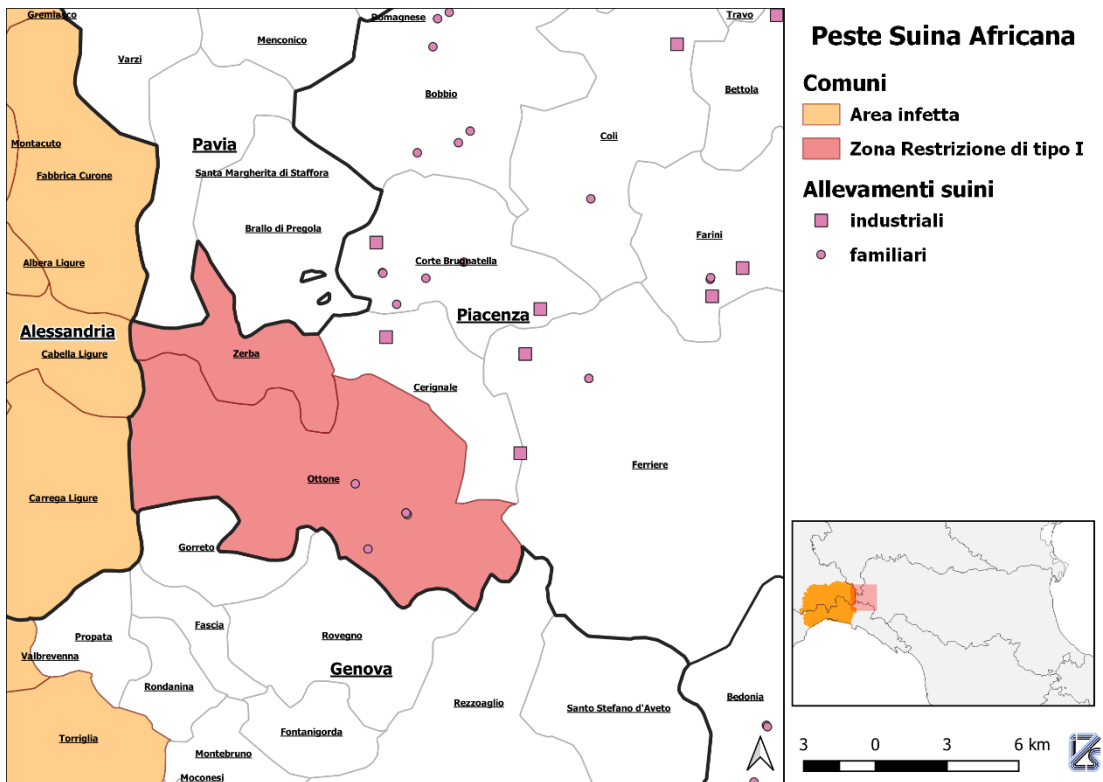 Gremiasco
Romagnese
Travo
Menconico
Varzi
Bettola
Bobbio
Coli
Montacuto
Pavia
Fabbrica Curone
Santa Margherita di Staffora
Brallo di Pregola
Farini
Albera Ligure
Corte Brugnatella
Alessandria
Piacenza
Cabella Ligure
Zerba
Cerignale
Ferriere
Ottone
Carrega Ligure
Gorreto
Propata
Fascia
Rovegno
Valbrevenna
Genova
Rondanina
Rezzoaglio
Santo Stefano d'Aveto
Bedonia
Fontanigorda
Torriglia
Montebruno
Moconesi
Peste Suina Africana
Comuni
Area infetta
Zona Restrizione di tipo I
Allevamenti suini
industriali
familiari
3 0 3 6 km
IZS